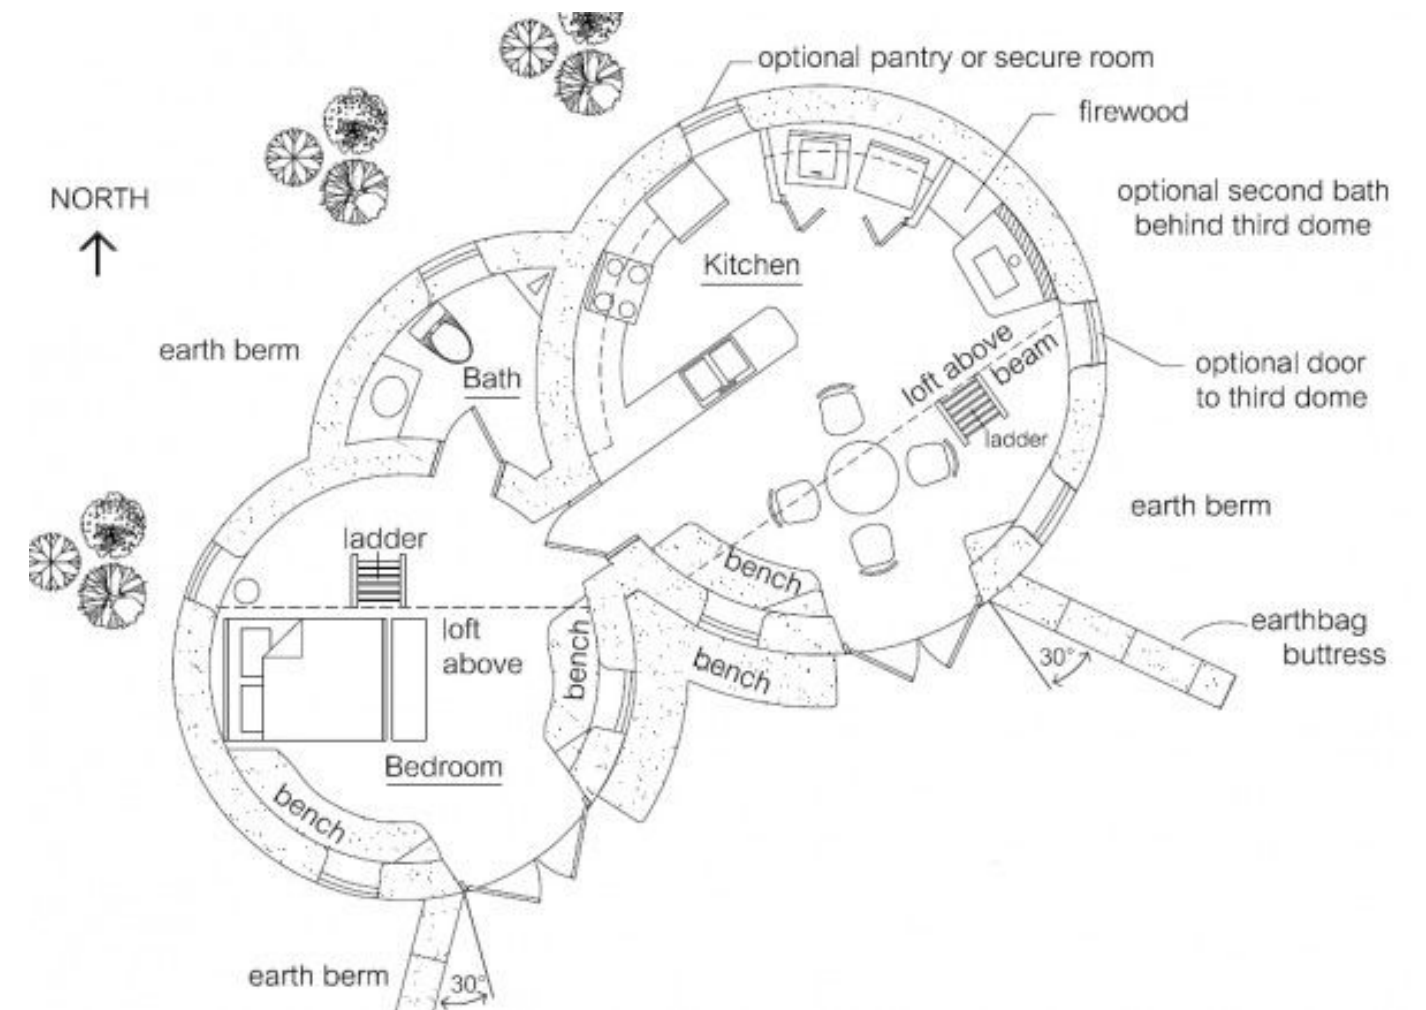 optional pantry or secure room
firewood
NORTH
optional second bath
behind third dome
Kitchen
earth berm
Bath
loft above
beam
optional door
to third dome
ladder
earth berm
ladder
bench
loft
above
bench
bench
earthbag
buttress
30°
Bedroom
bench
earth berm
30°